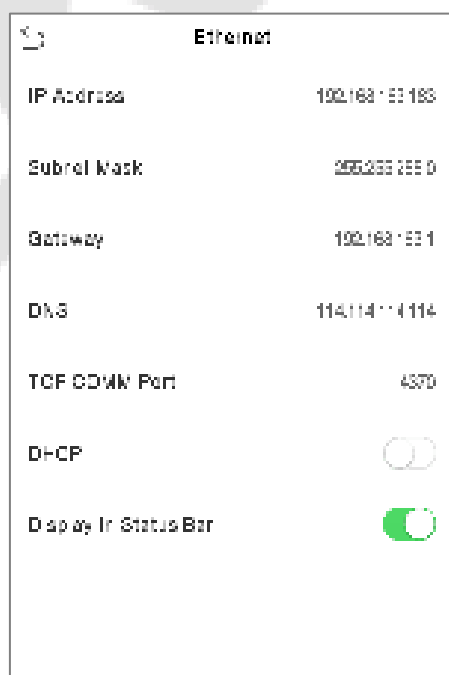 Ethernet
IP Address
Subnet Mask 255.255.255.0
Gateway
DNS 114.114.114.114
TCP COMM Port 4370
DHCP
Display In Status Bar